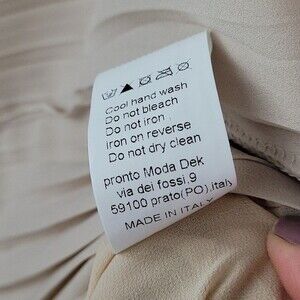 Cool hand wash
Do not bleach
Do not iron
iron on reverse
Do not dry clean
pronto Moda Dek
via dei fossi,9
59100 prato(PO).italy
MADE IN ITALY